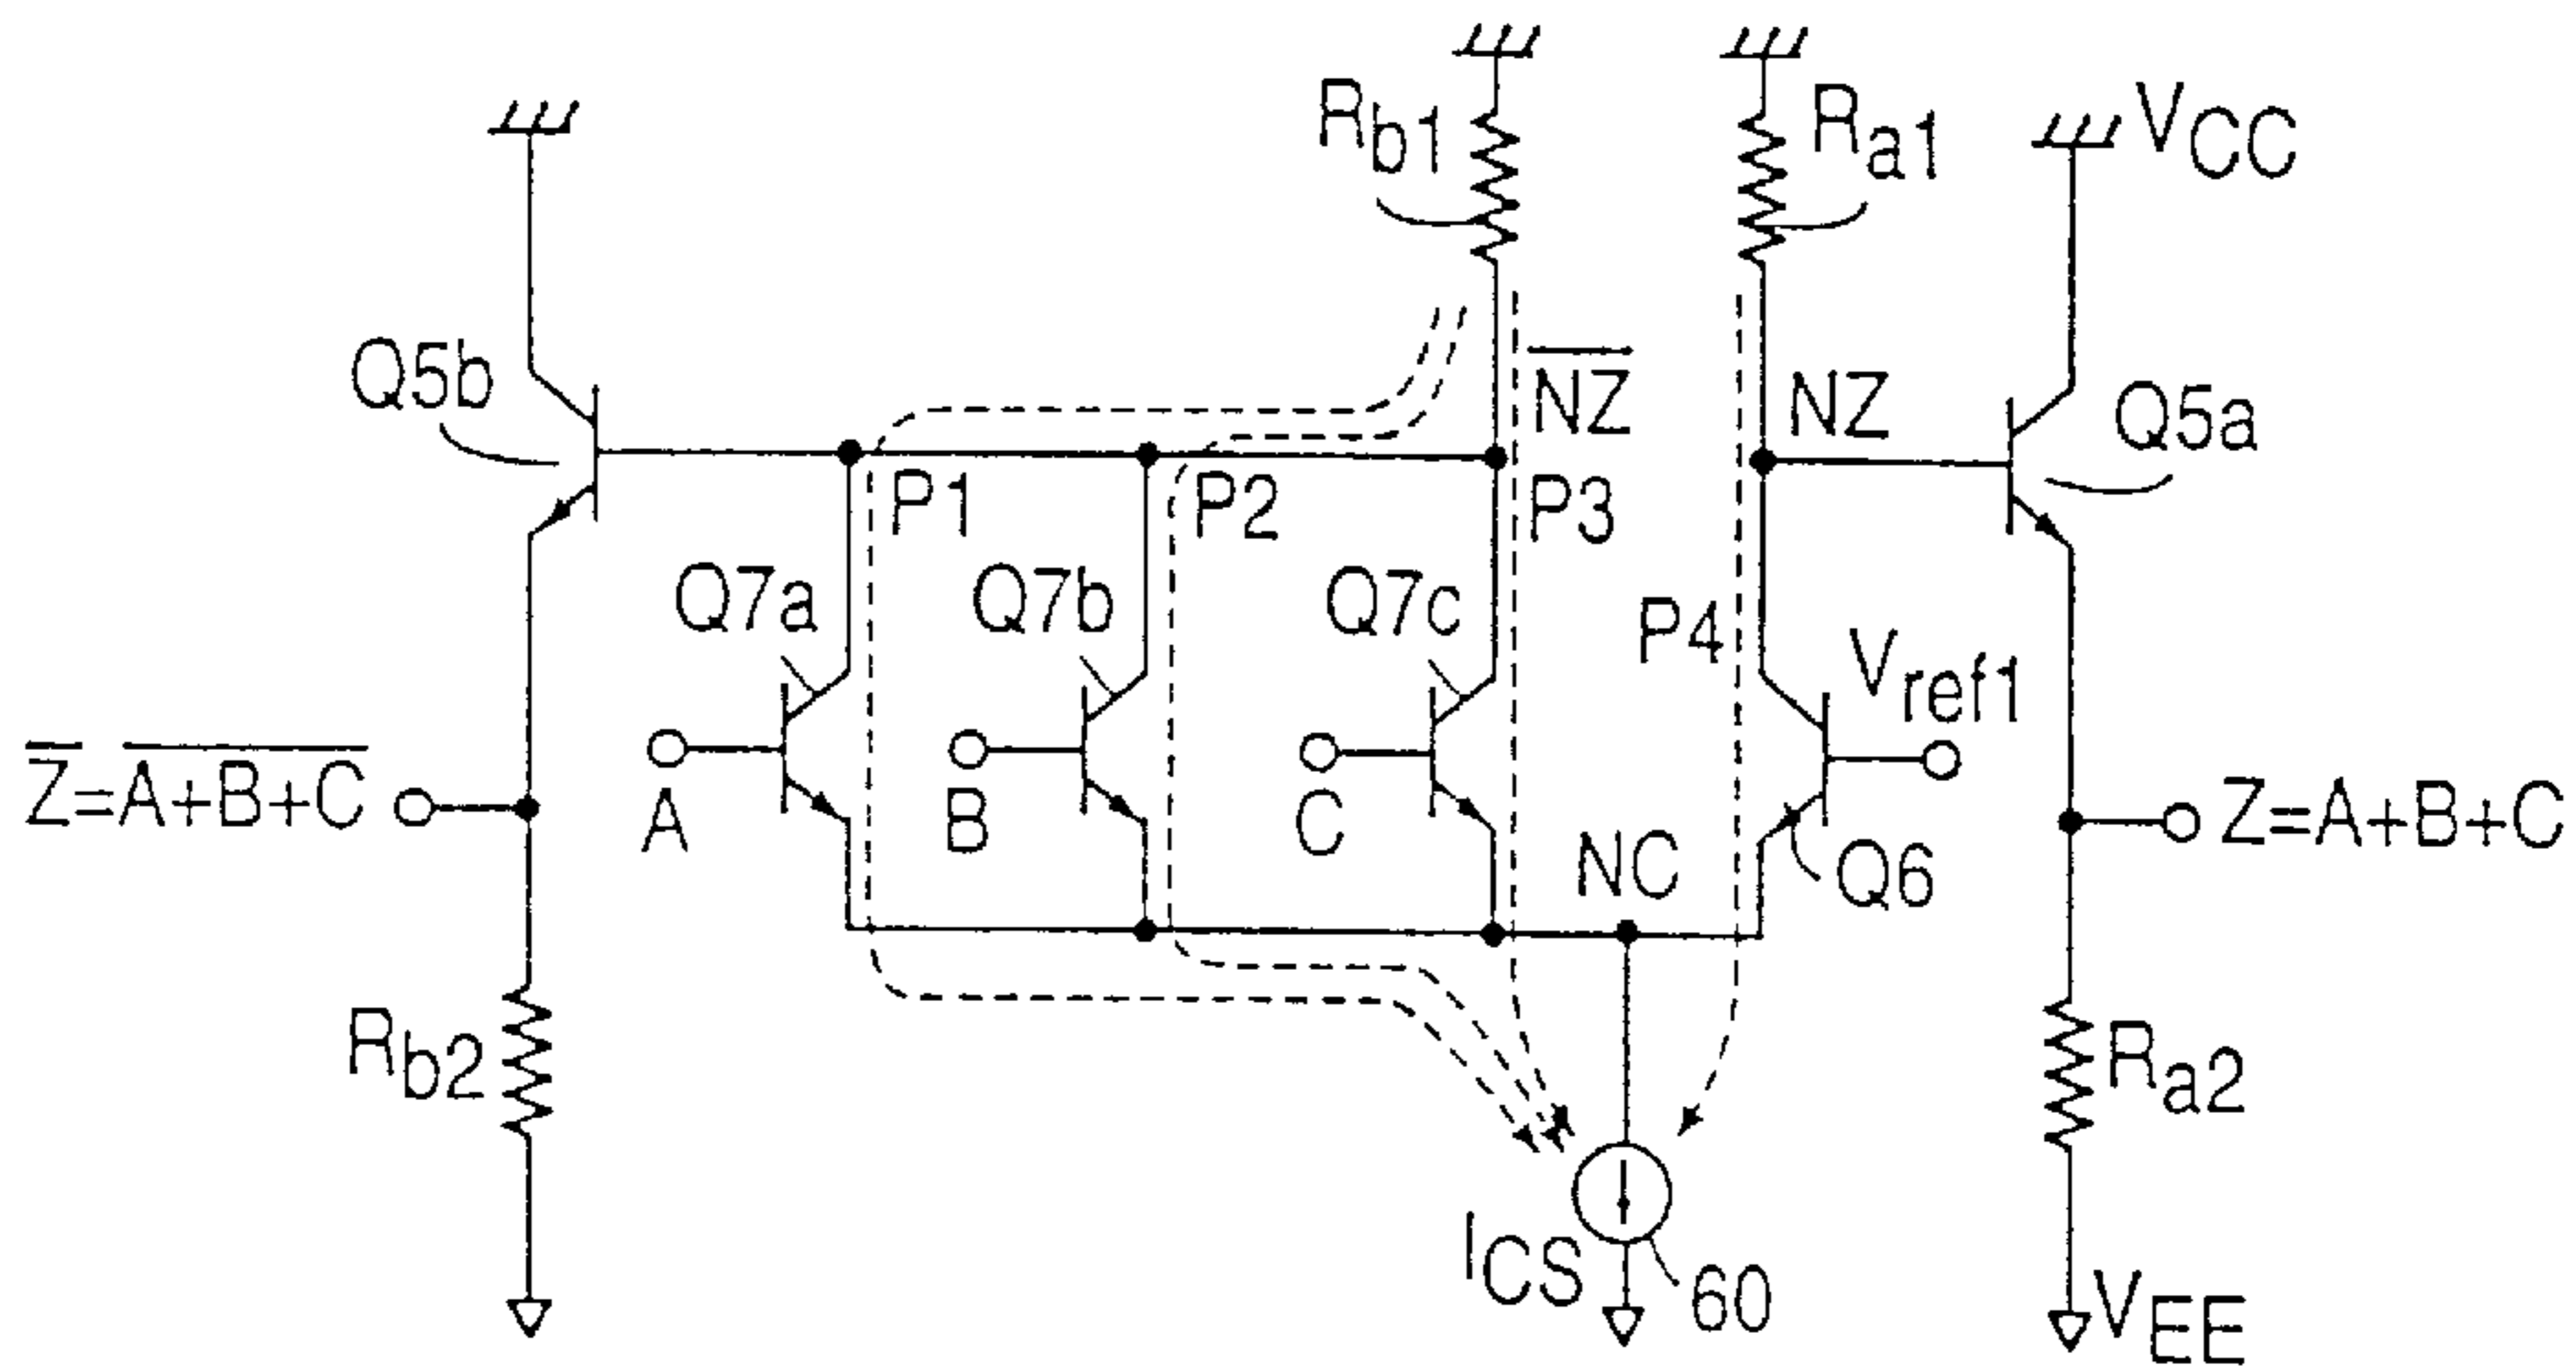 Rb1
Ra1
VCC
Q5b
NZ̅
NZ
Q5a
P1
P2
P3
Q7a
Q7b
Q7c
P4
Vref1
Z̅=A̅+̅B̅+̅C̅
A
B
C
NC
Q6
Z=A+B+C
Rb2
Ra2
ICS
60
VEE